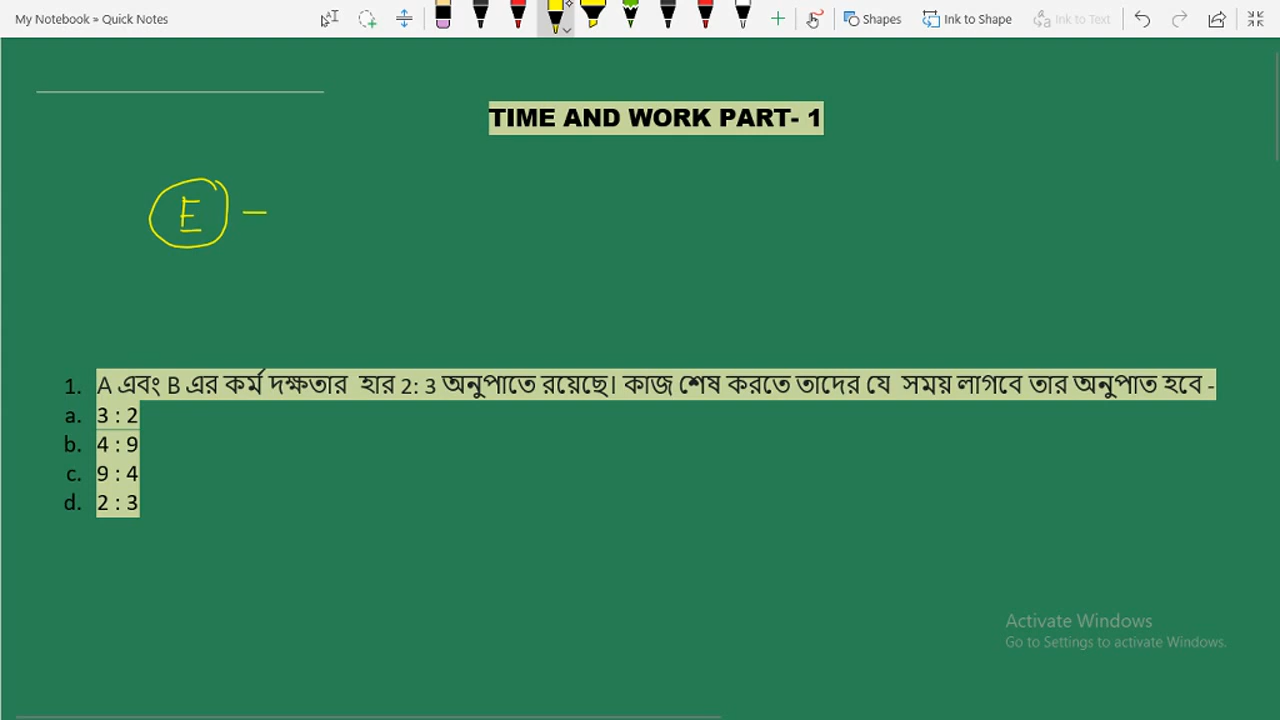 My Notebook » Quick Notes
Shapes
Ink to Shape
Ink to Text
TIME AND WORK PART- 1
E –
1. A এবং B এর কর্ম দক্ষতার হার 2: 3 অনুপাতে রয়েছে। কাজ শেষ করতে তাদের যে সময় লাগবে তার অনুপাত হবে -
a. 3 : 2
b. 4 : 9
c. 9 : 4
d. 2 : 3
Activate Windows
Go to Settings to activate Windows.